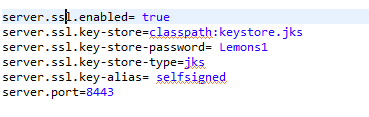 server.ssl.enabled= true
server.ssl.key-store=classpath:keystore.jks
server.ssl.key-store-password= Lemons1
server.ssl.key-store-type=jks
server.ssl.key-alias= selfsigned
server.port=8443